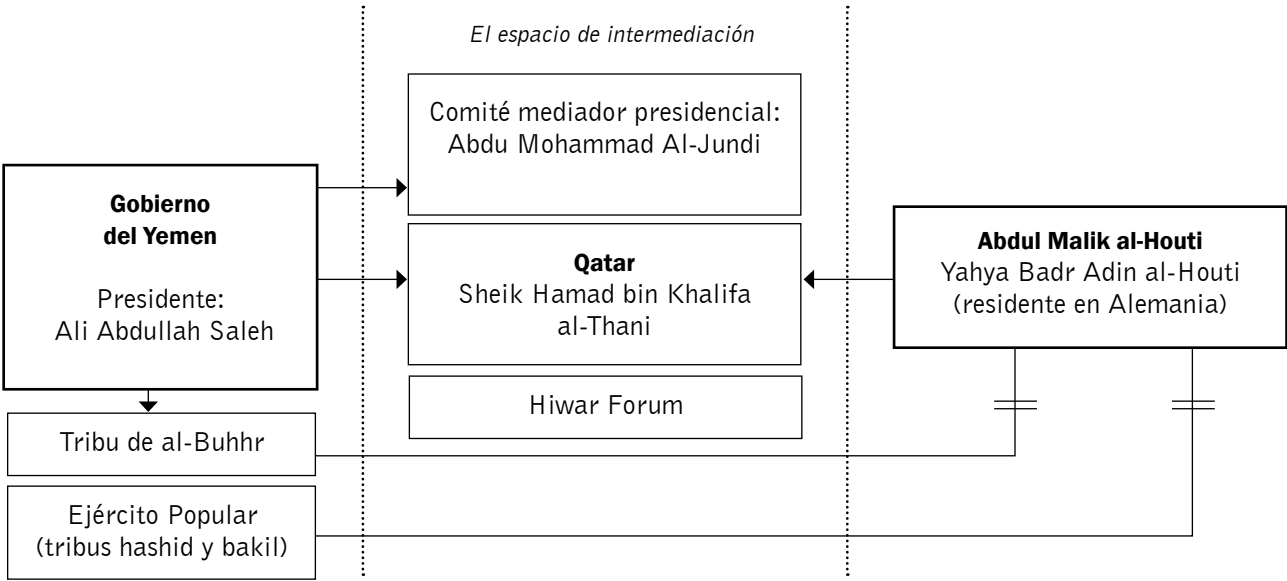 El espacio de intermediación
Comité mediador presidencial:
Abdu Mohammad Al-Jundi
Gobierno
del Yemen
Presidente:
Ali Abdullah Saleh
Qatar
Sheik Hamad bin Khalifa
al-Thani
Abdul Malik al-Houti
Yahya Badr Adin al-Houti
(residente en Alemania)
Hiwar Forum
Tribu de al-Buhhr
Ejército Popular
(tribus hashid y bakil)